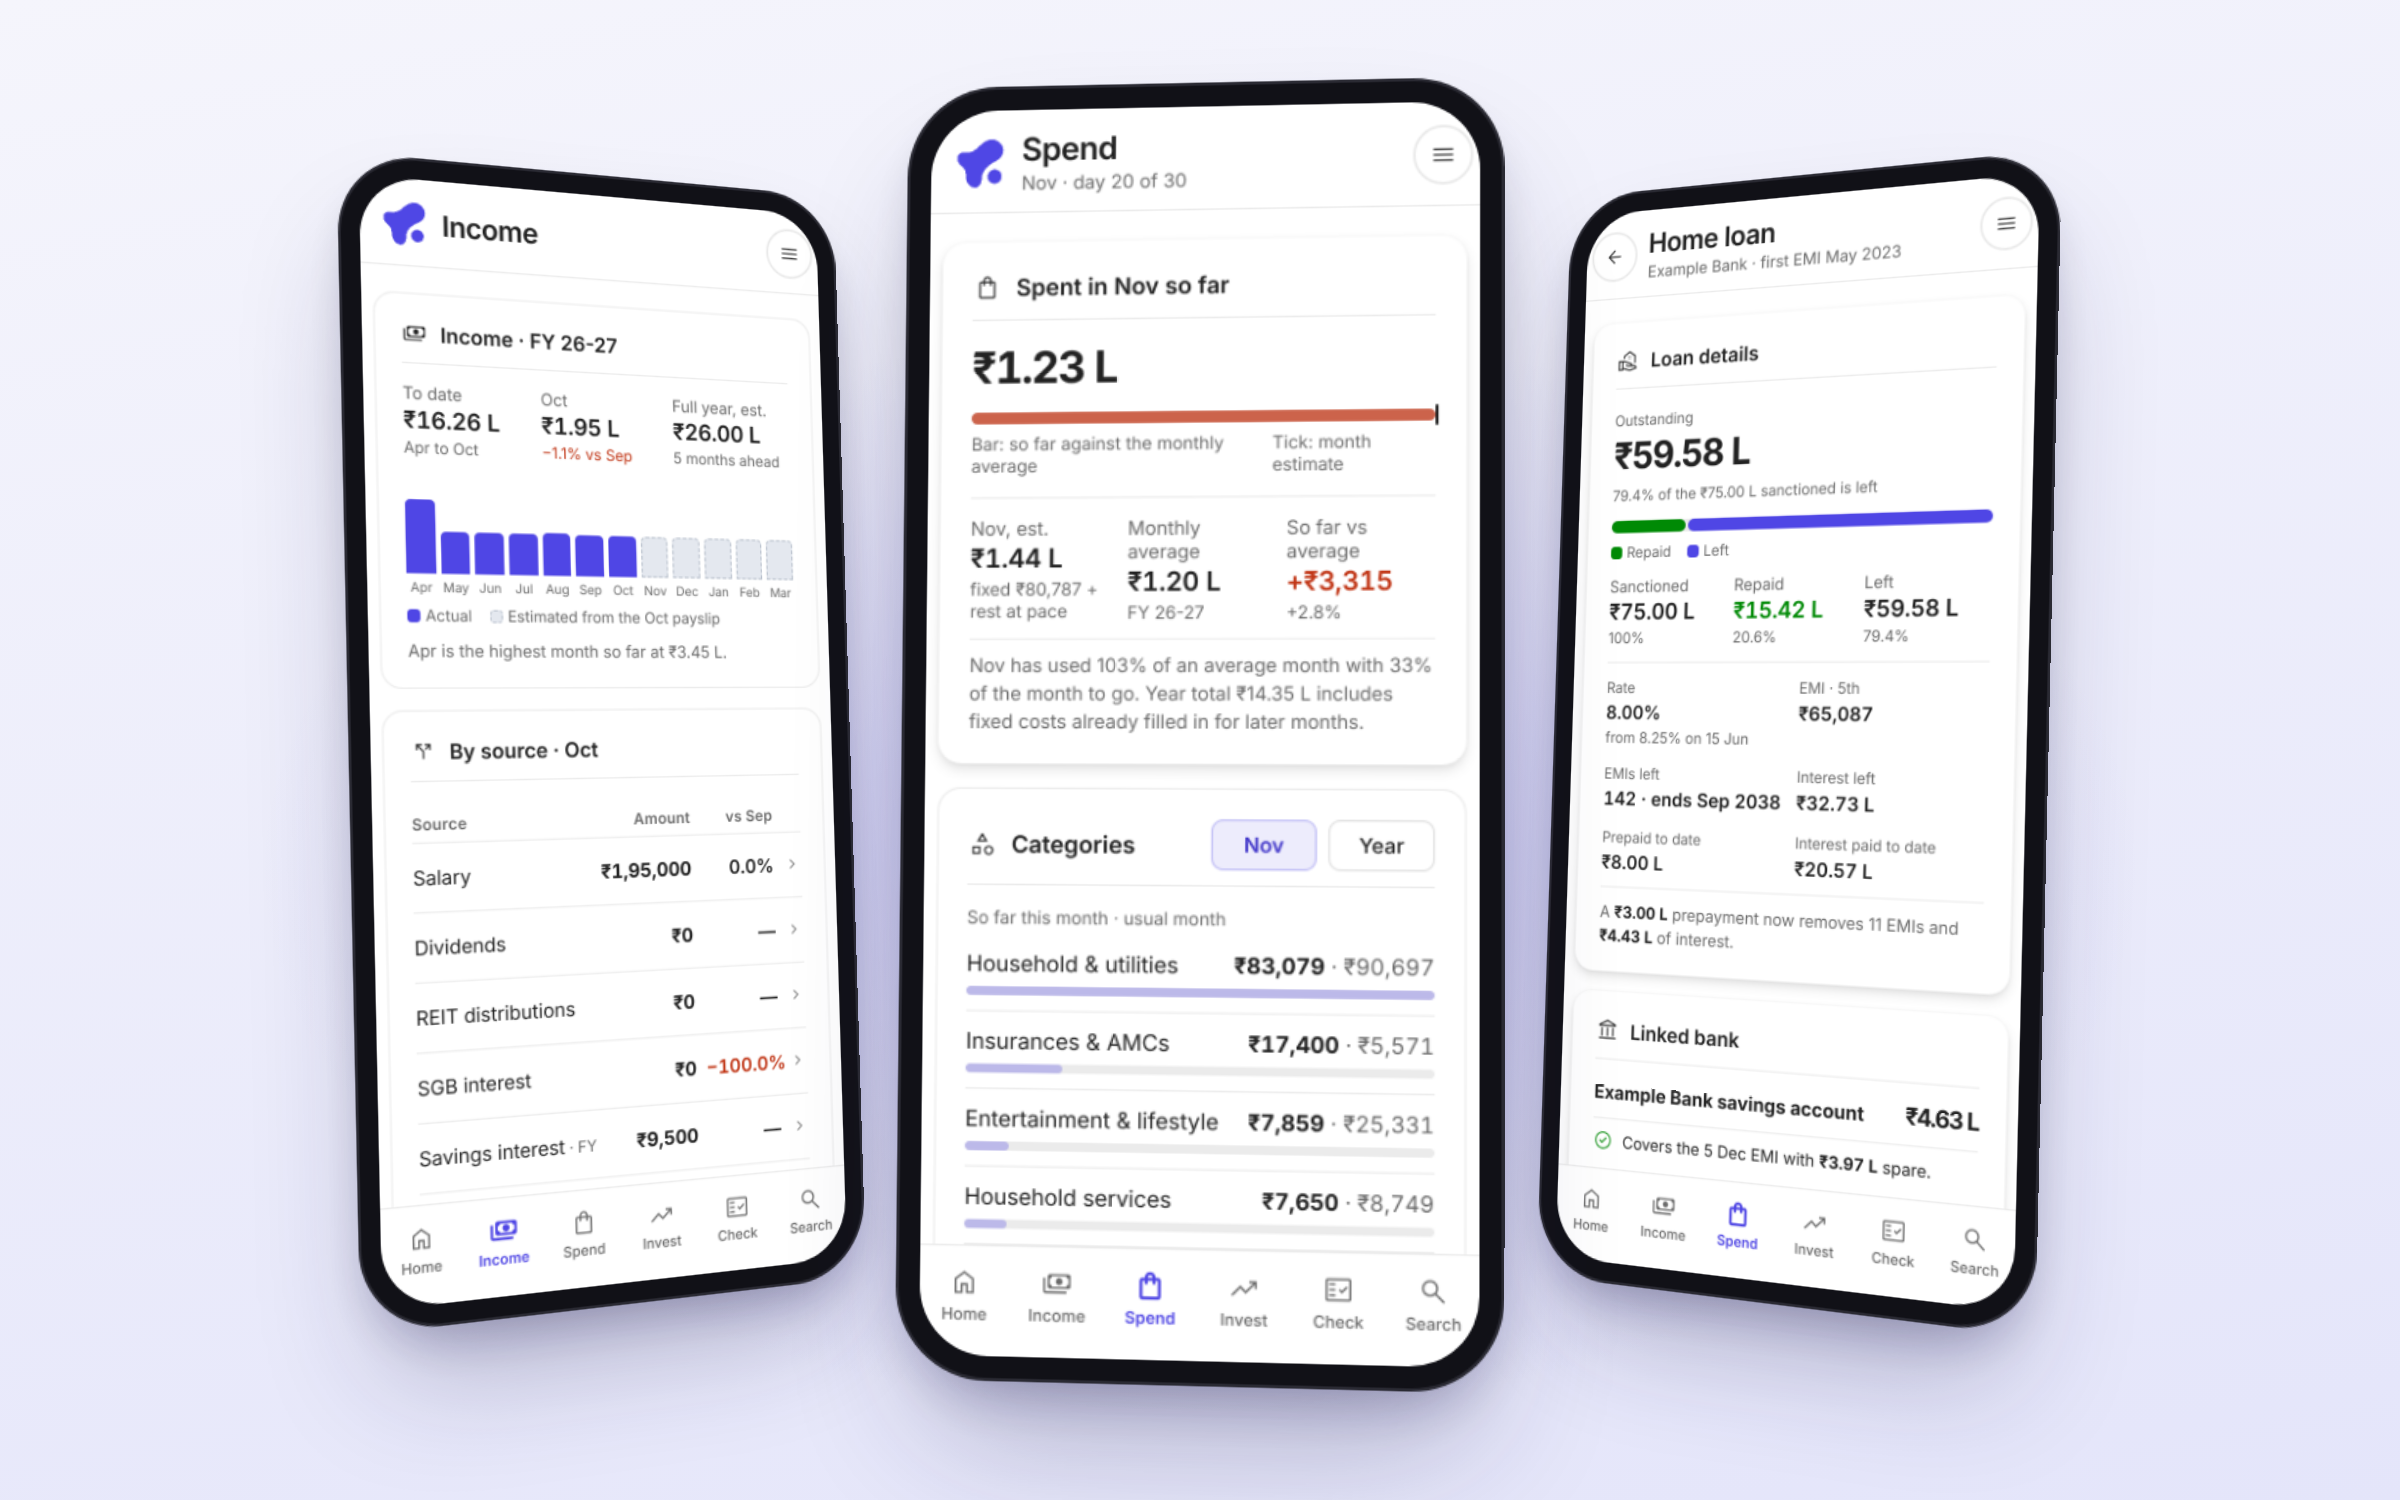 Income
Income · FY 26-27
To date
₹16.26 L
Apr to Oct
Oct
₹1.95 L
−1.1% vs Sep
Full year, est.
₹26.00 L
5 months ahead
Apr May Jun Jul Aug Sep Oct Nov Dec Jan Feb Mar
Actual Estimated from the Oct payslip
Apr is the highest month so far at ₹3.45 L.
By source · Oct
Source Amount vs Sep
Salary ₹1,95,000 0.0%
Dividends ₹0 —
REIT distributions ₹0 —
SGB interest ₹0 −100.0%
Savings interest · FY ₹9,500 —
Home Income Spend Invest Check Search
Spend
Nov · day 20 of 30
Spent in Nov so far
₹1.23 L
Bar: so far against the monthly
average
Tick: month
estimate
Nov, est.
₹1.44 L
fixed ₹80,787 +
rest at pace
Monthly
average
₹1.20 L
FY 26-27
So far vs
average
+₹3,315
+2.8%
Nov has used 103% of an average month with 33%
of the month to go. Year total ₹14.35 L includes
fixed costs already filled in for later months.
Categories Nov Year
So far this month · usual month
Household & utilities ₹83,079 · ₹90,697
Insurances & AMCs ₹17,400 · ₹5,571
Entertainment & lifestyle ₹7,859 · ₹25,331
Household services ₹7,650 · ₹8,749
Home Income Spend Invest Check Search
Home loan
Example Bank · first EMI May 2023
Loan details
Outstanding
₹59.58 L
79.4% of the ₹75.00 L sanctioned is left
Repaid Left
Sanctioned
₹75.00 L
100%
Repaid
₹15.42 L
20.6%
Left
₹59.58 L
79.4%
Rate
8.00%
from 8.25% on 15 Jun
EMI · 5th
₹65,087
EMIs left
142 · ends Sep 2038
Interest left
₹32.73 L
Prepaid to date
₹8.00 L
Interest paid to date
₹20.57 L
A ₹3.00 L prepayment now removes 11 EMIs and
₹4.43 L of interest.
Linked bank
Example Bank savings account ₹4.63 L
Covers the 5 Dec EMI with ₹3.97 L spare.
Home Income Spend Invest Check Search